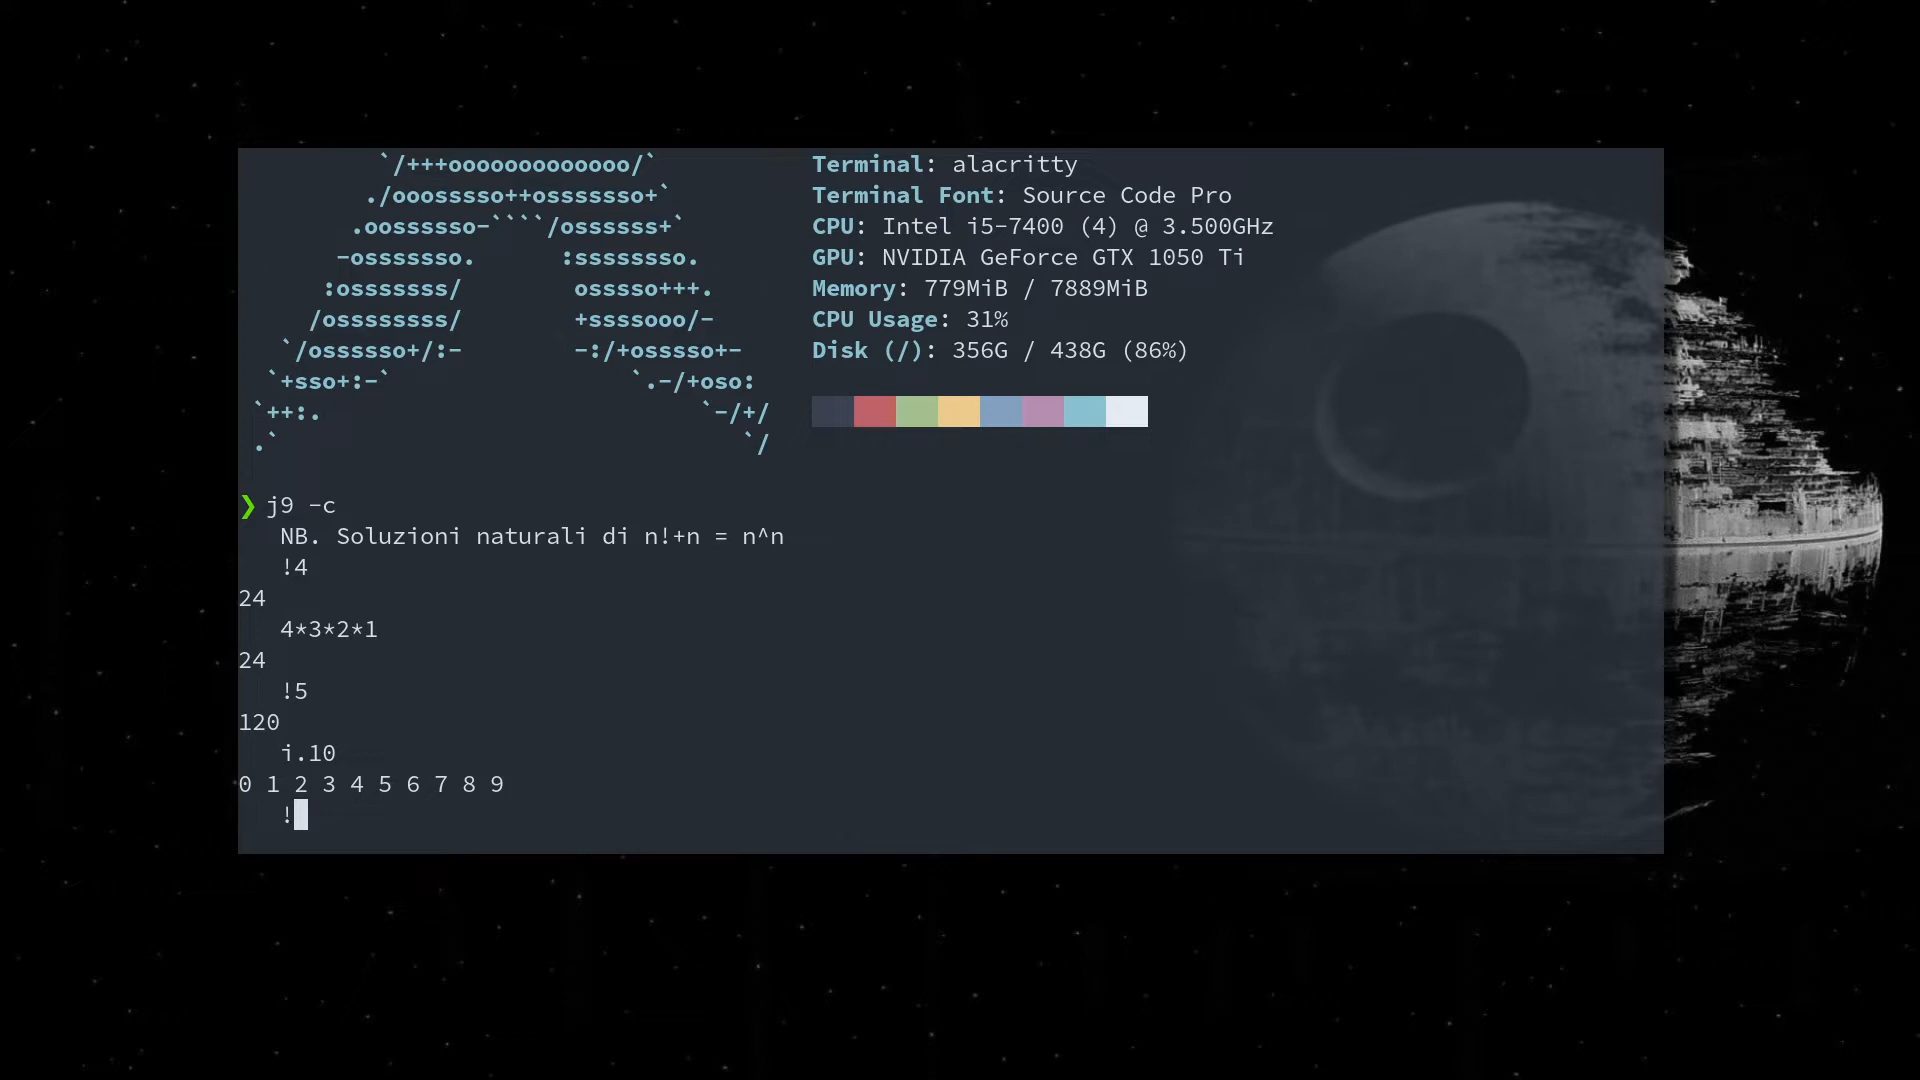 `/+++ooooooooooooo/`
./ooosssso++osssssso+`
.oossssso-````/ossssss+`
-osssssso.      :ssssssso.
:osssssss/        osssso+++.
/ossssssss/        +ssssooo/-
`/ossssso+/:-        -:/+osssso+-
`+sso+:-`                 `.-/+oso:
`++:.                           `-/+/
.`                                 `/
Terminal: alacritty
Terminal Font: Source Code Pro
CPU: Intel i5-7400 (4) @ 3.500GHz
GPU: NVIDIA GeForce GTX 1050 Ti
Memory: 779MiB / 7889MiB
CPU Usage: 31%
Disk (/): 356G / 438G (86%)
❯ j9 -c
NB. Soluzioni naturali di n!+n = n^n
!4
24
4*3*2*1
24
!5
120
i.10
0 1 2 3 4 5 6 7 8 9
!